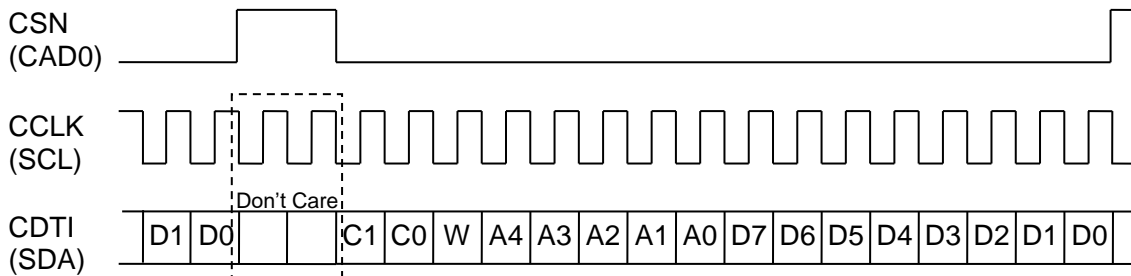 CSN
(CAD0)
CCLK
(SCL)
Don't Care
CDTI
(SDA)
D1 D0 C1 C0 W A4 A3 A2 A1 A0 D7 D6 D5 D4 D3 D2 D1 D0